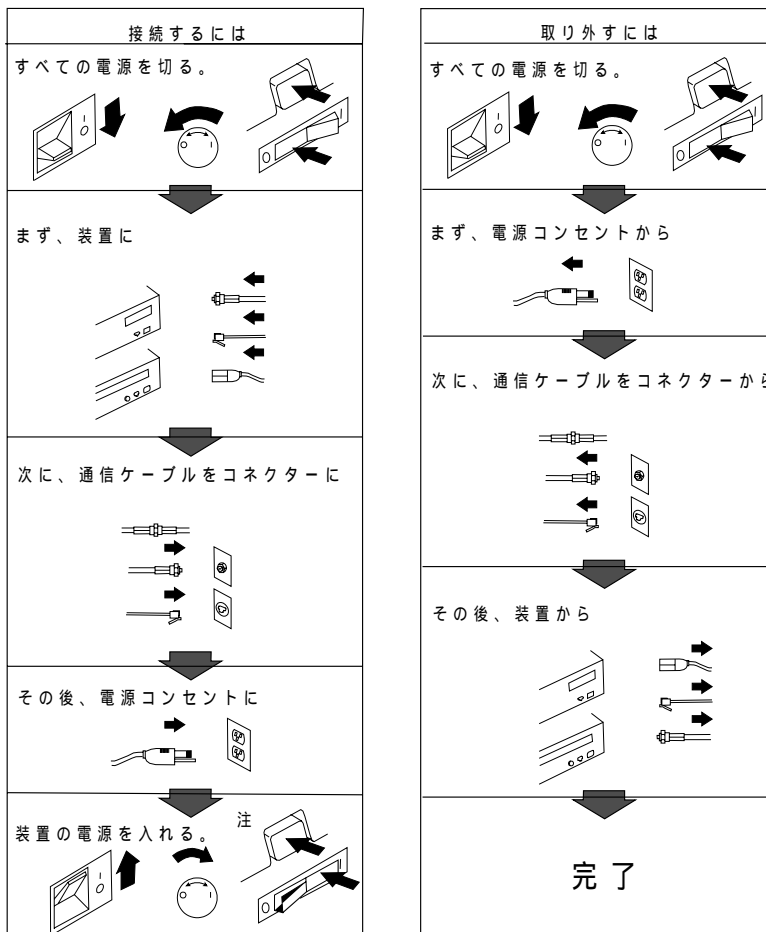 接続するには
すべての電源を切る。
まず、装置に
次に、通信ケーブルをコネクターに
その後、電源コンセントに
装置の電源を入れる。
注
取り外すには
すべての電源を切る。
まず、電源コンセントから
次に、通信ケーブルをコネクターから
その後、装置から
完了